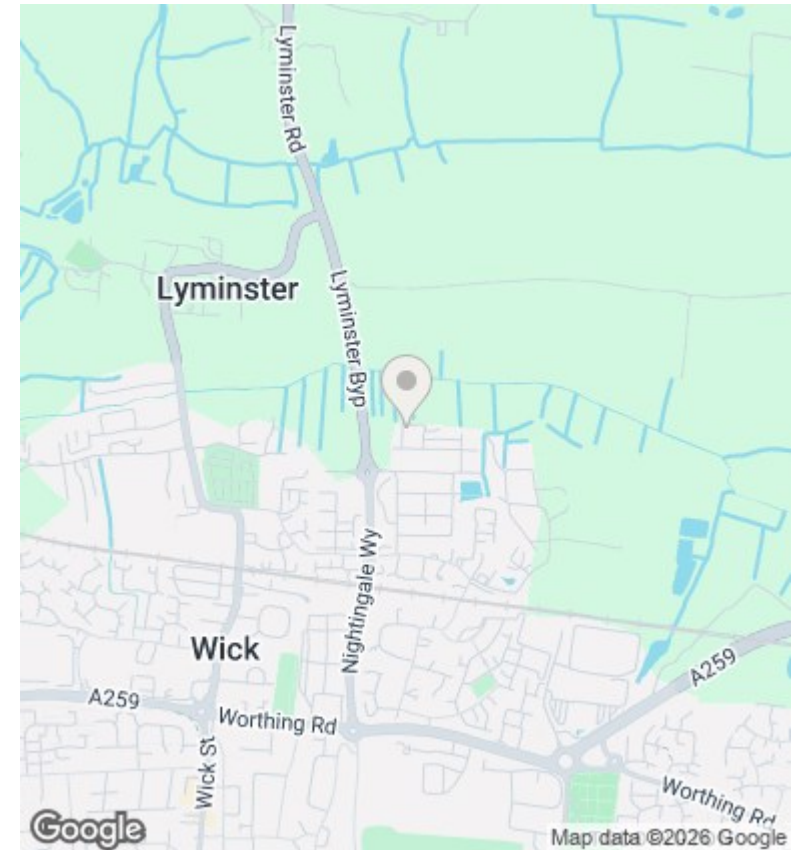 Lyminster Rd
Lyminster
Lyminster Byp
Nightingale Wy
Wick
A259
A259
Worthing Rd
Wick St
Worthing Rd
Google
Map data ©2026 Google